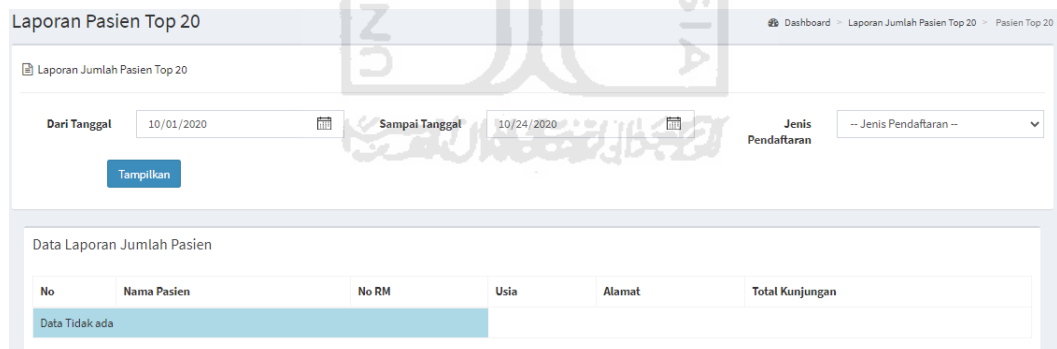 Laporan Pasien Top 20
Dashboard > Laporan Jumlah Pasien Top 20 > Pasien Top 20
Laporan Jumlah Pasien Top 20
Dari Tanggal 10/01/2020 Sampai Tanggal 10/24/2020 Jenis Pendaftaran -- Jenis Pendaftaran --
Tampilkan
Data Laporan Jumlah Pasien
No Nama Pasien No RM Usia Alamat Total Kunjungan
Data Tidak ada